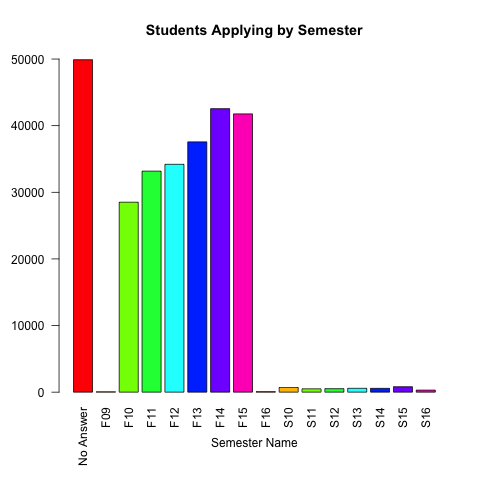 Students Applying by Semester
50000
40000
30000
20000
10000
0
No Answer F09 F10 F11 F12 F13 F14 F15 F16 S10 S11 S12 S13 S14 S15 S16
Semester Name